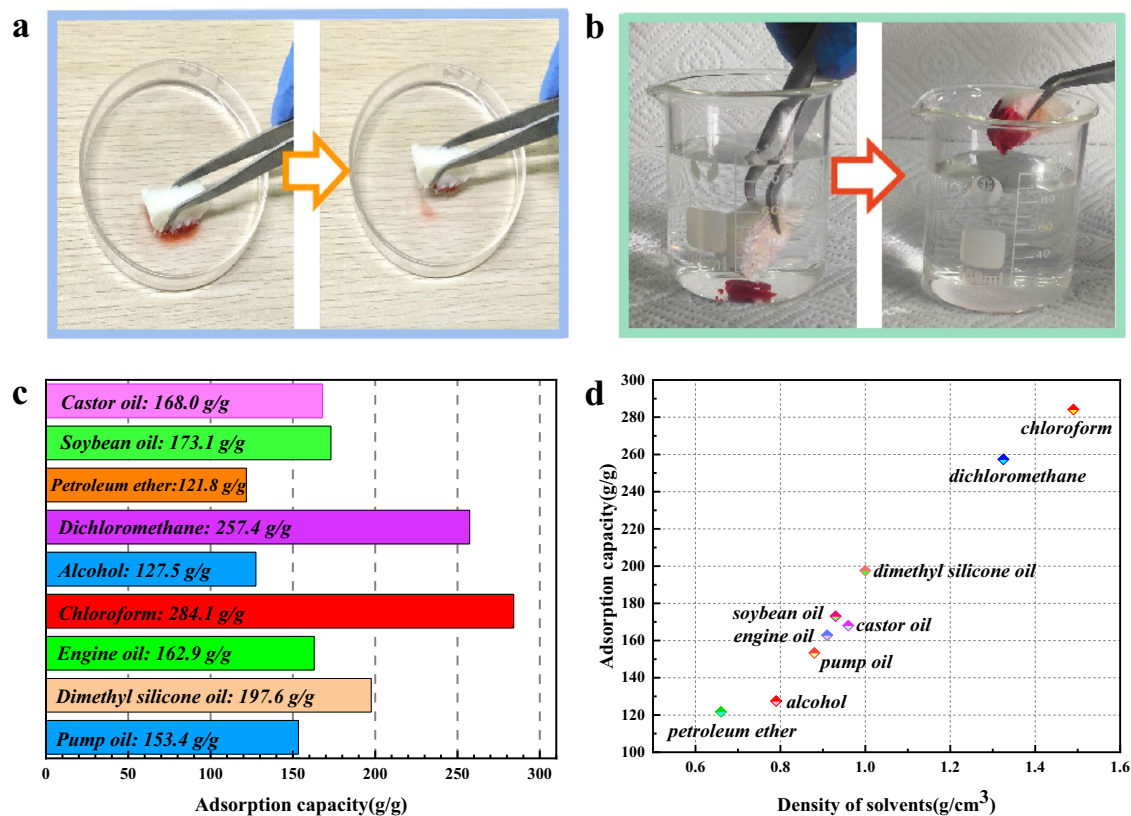 a
b
c
Castor oil: 168.0 g/g
Soybean oil: 173.1 g/g
Petroleum ether:121.8 g/g
Dichloromethane: 257.4 g/g
Alcohol: 127.5 g/g
Chloroform: 284.1 g/g
Engine oil: 162.9 g/g
Dimethyl silicone oil: 197.6 g/g
Pump oil: 153.4 g/g
0 50 100 150 200 250 300
Adsorption capacity(g/g)
d
300
280
260
240
220
200
180
160
140
120
100
Adsorption capacity(g/g)
chloroform
dichloromethane
dimethyl silicone oil
soybean oil
castor oil
engine oil
pump oil
alcohol
petroleum ether
0.6 0.8 1.0 1.2 1.4 1.6
Density of solvents(g/cm³)
80
60
40